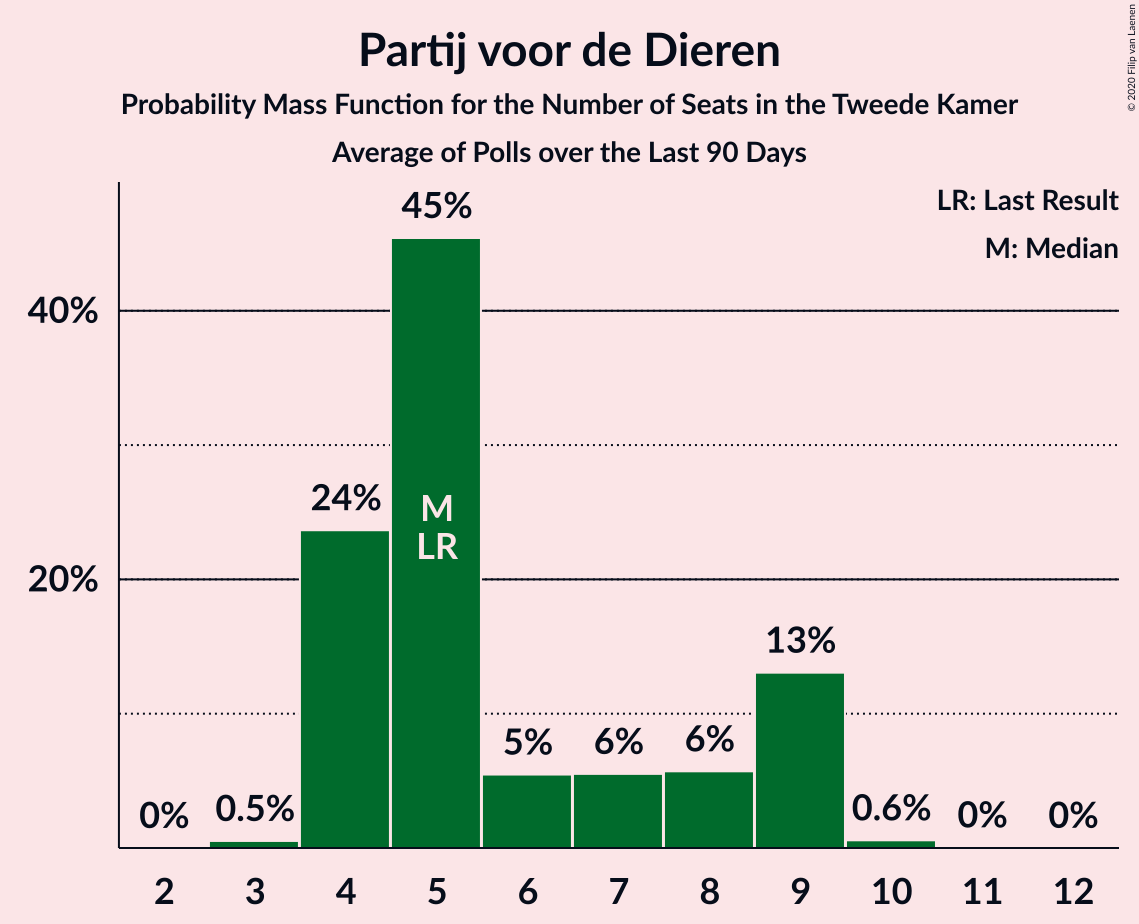 Partij voor de Dieren
Probability Mass Function for the Number of Seats in the Tweede Kamer
Average of Polls over the Last 90 Days
© 2020 Filip van Laenen
LR: Last Result
M: Median
45%
40%
24%
M
LR
20%
13%
5%
6%
6%
0%
0.5%
0.6%
0%
0%
2 3 4 5 6 7 8 9 10 11 12